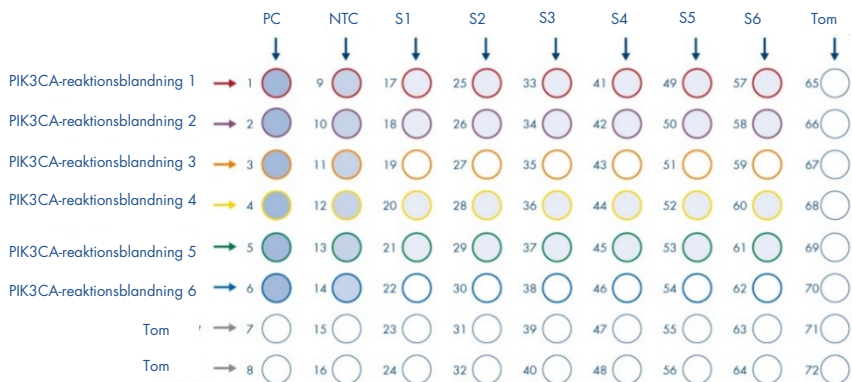 PC NTC S1 S2 S3 S4 S5 S6 Tom
PIK3CA-reaktionsblandning 1 1 9 17 25 33 41 49 57 65
PIK3CA-reaktionsblandning 2 2 10 18 26 34 42 50 58 66
PIK3CA-reaktionsblandning 3 3 11 19 27 35 43 51 59 67
PIK3CA-reaktionsblandning 4 4 12 20 28 36 44 52 60 68
PIK3CA-reaktionsblandning 5 5 13 21 29 37 45 53 61 69
PIK3CA-reaktionsblandning 6 6 14 22 30 38 46 54 62 70
Tom 7 15 23 31 39 47 55 63 71
Tom 8 16 24 32 40 48 56 64 72